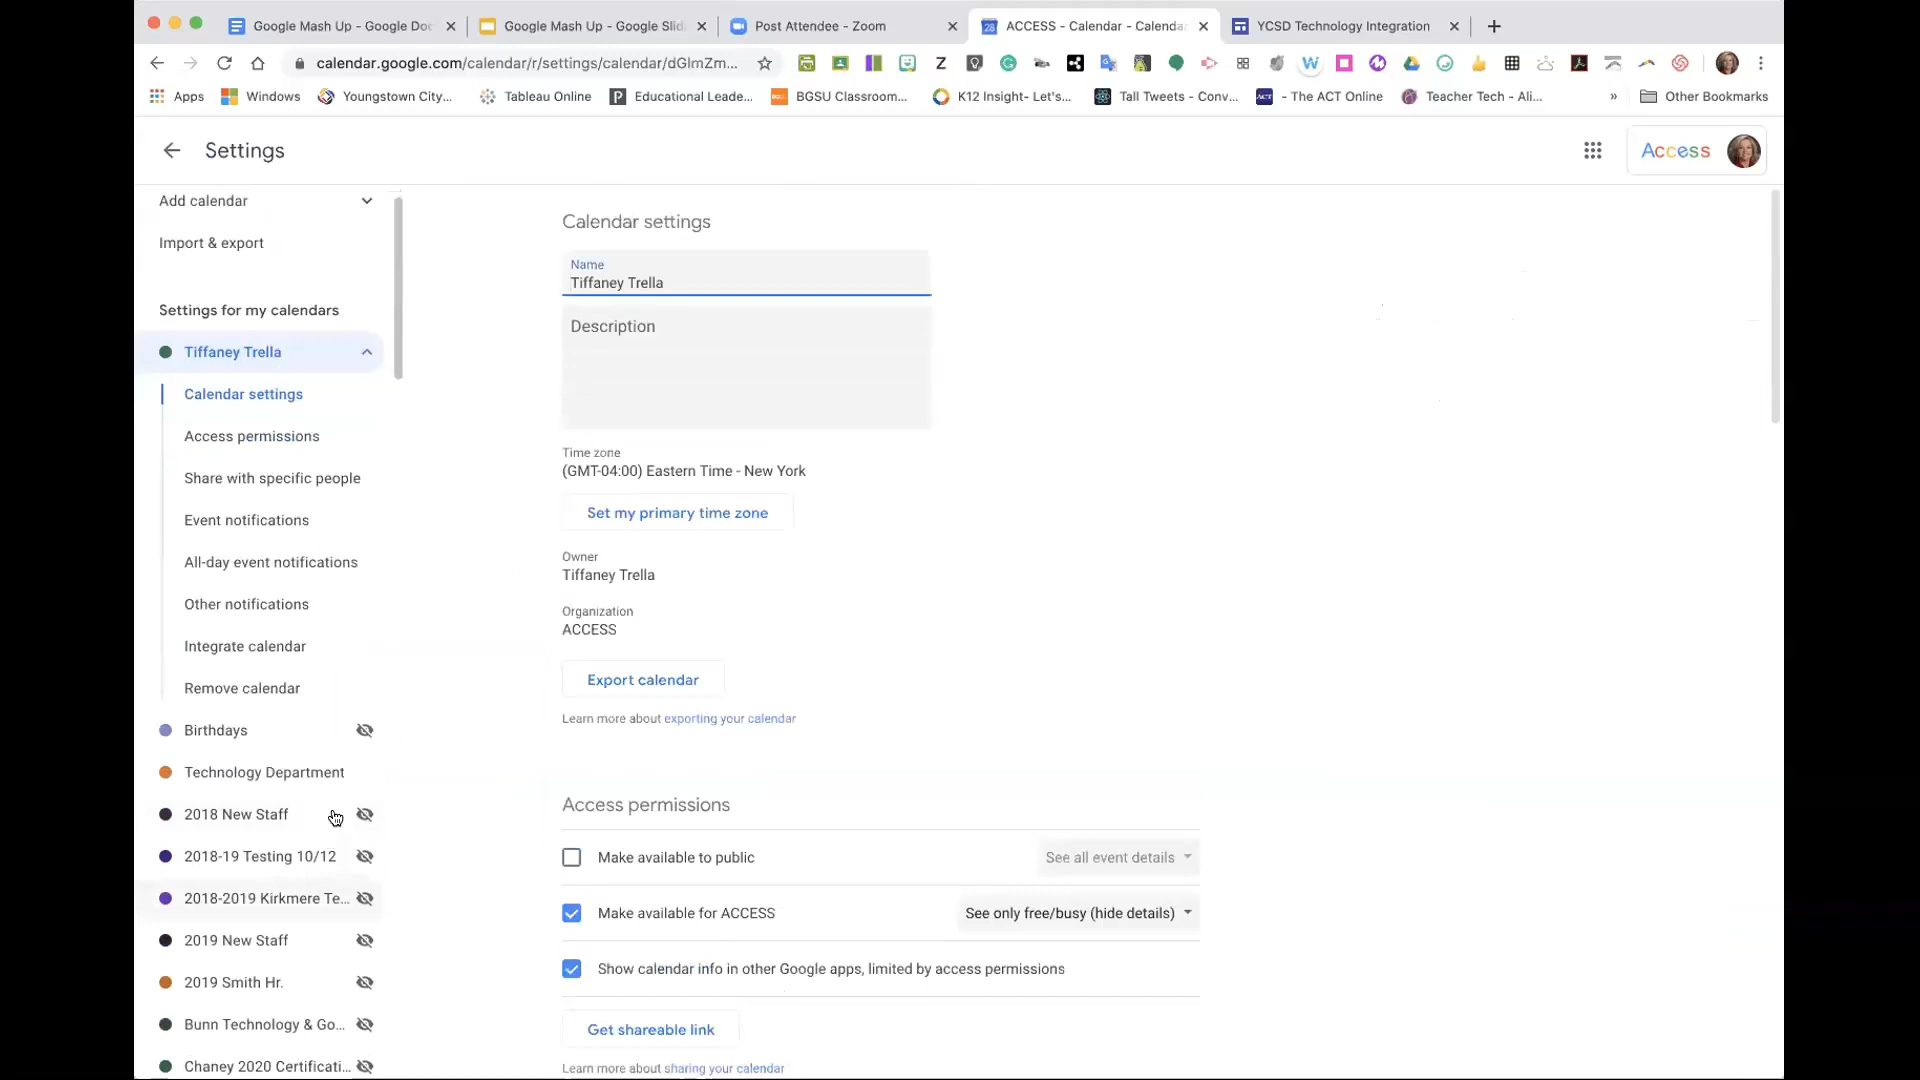 Google Mash Up - Google Doc
Google Mash Up - Google Slid
Post Attendee - Zoom
ACCESS - Calendar - Calenda
YCSD Technology Integration
calendar.google.com/calendar/r/settings/calendar/dGlmZm...
Apps
Windows
Youngstown City...
Tableau Online
Educational Leade...
BGSU Classroom...
K12 Insight- Let's...
Tall Tweets - Conv...
- The ACT Online
Teacher Tech - Ali...
»
Other Bookmarks
Settings
Access
Add calendar
Import & export
Settings for my calendars
Tiffaney Trella
Calendar settings
Access permissions
Share with specific people
Event notifications
All-day event notifications
Other notifications
Integrate calendar
Remove calendar
Birthdays
Technology Department
2018 New Staff
2018-19 Testing 10/12
2018-2019 Kirkmere Te...
2019 New Staff
2019 Smith Hr.
Bunn Technology & Go...
Chaney 2020 Certificati...
Calendar settings
Name
Tiffaney Trella
Description
Time zone
(GMT-04:00) Eastern Time - New York
Set my primary time zone
Owner
Tiffaney Trella
Organization
ACCESS
Export calendar
Learn more about exporting your calendar
Access permissions
Make available to public
See all event details
Make available for ACCESS
See only free/busy (hide details)
Show calendar info in other Google apps, limited by access permissions
Get shareable link
Learn more about sharing your calendar